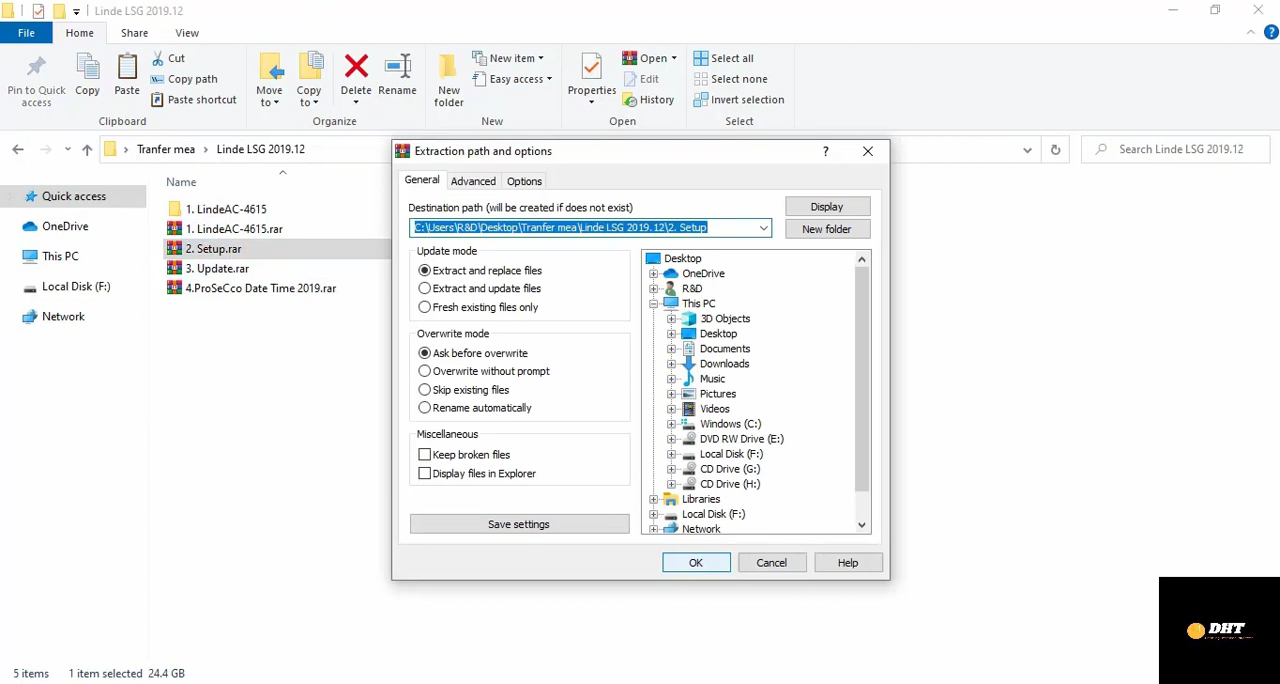 Linde LSG 2019.12
File Home Share View
Pin to Quick access
Copy
Paste
Cut
Copy path
Paste shortcut
Clipboard
Move to
Copy to
Delete
Rename
Organize
New folder
New item
Easy access
New
Properties
Open
Edit
History
Open
Select all
Select none
Invert selection
Select
Tranfer mea Linde LSG 2019.12
Search Linde LSG 2019.12
Quick access
OneDrive
This PC
Local Disk (F:)
Network
Name
1. LindeAC-4615
1. LindeAC-4615.rar
2. Setup.rar
3. Update.rar
4.ProSeCco Date Time 2019.rar
Extraction path and options
?
General Advanced Options
Destination path (will be created if does not exist)
C:\Users\R&D\Desktop\Tranfer mea\Linde LSG 2019.12\2. Setup
Display
New folder
Update mode
Extract and replace files
Extract and update files
Fresh existing files only
Overwrite mode
Ask before overwrite
Overwrite without prompt
Skip existing files
Rename automatically
Miscellaneous
Keep broken files
Display files in Explorer
Save settings
Desktop
OneDrive
R&D
This PC
3D Objects
Desktop
Documents
Downloads
Music
Pictures
Videos
Windows (C:)
DVD RW Drive (E:)
Local Disk (F:)
CD Drive (G:)
CD Drive (H:)
Libraries
Local Disk (F:)
Network
OK Cancel Help
5 items 1 item selected 24.4 GB
DHT